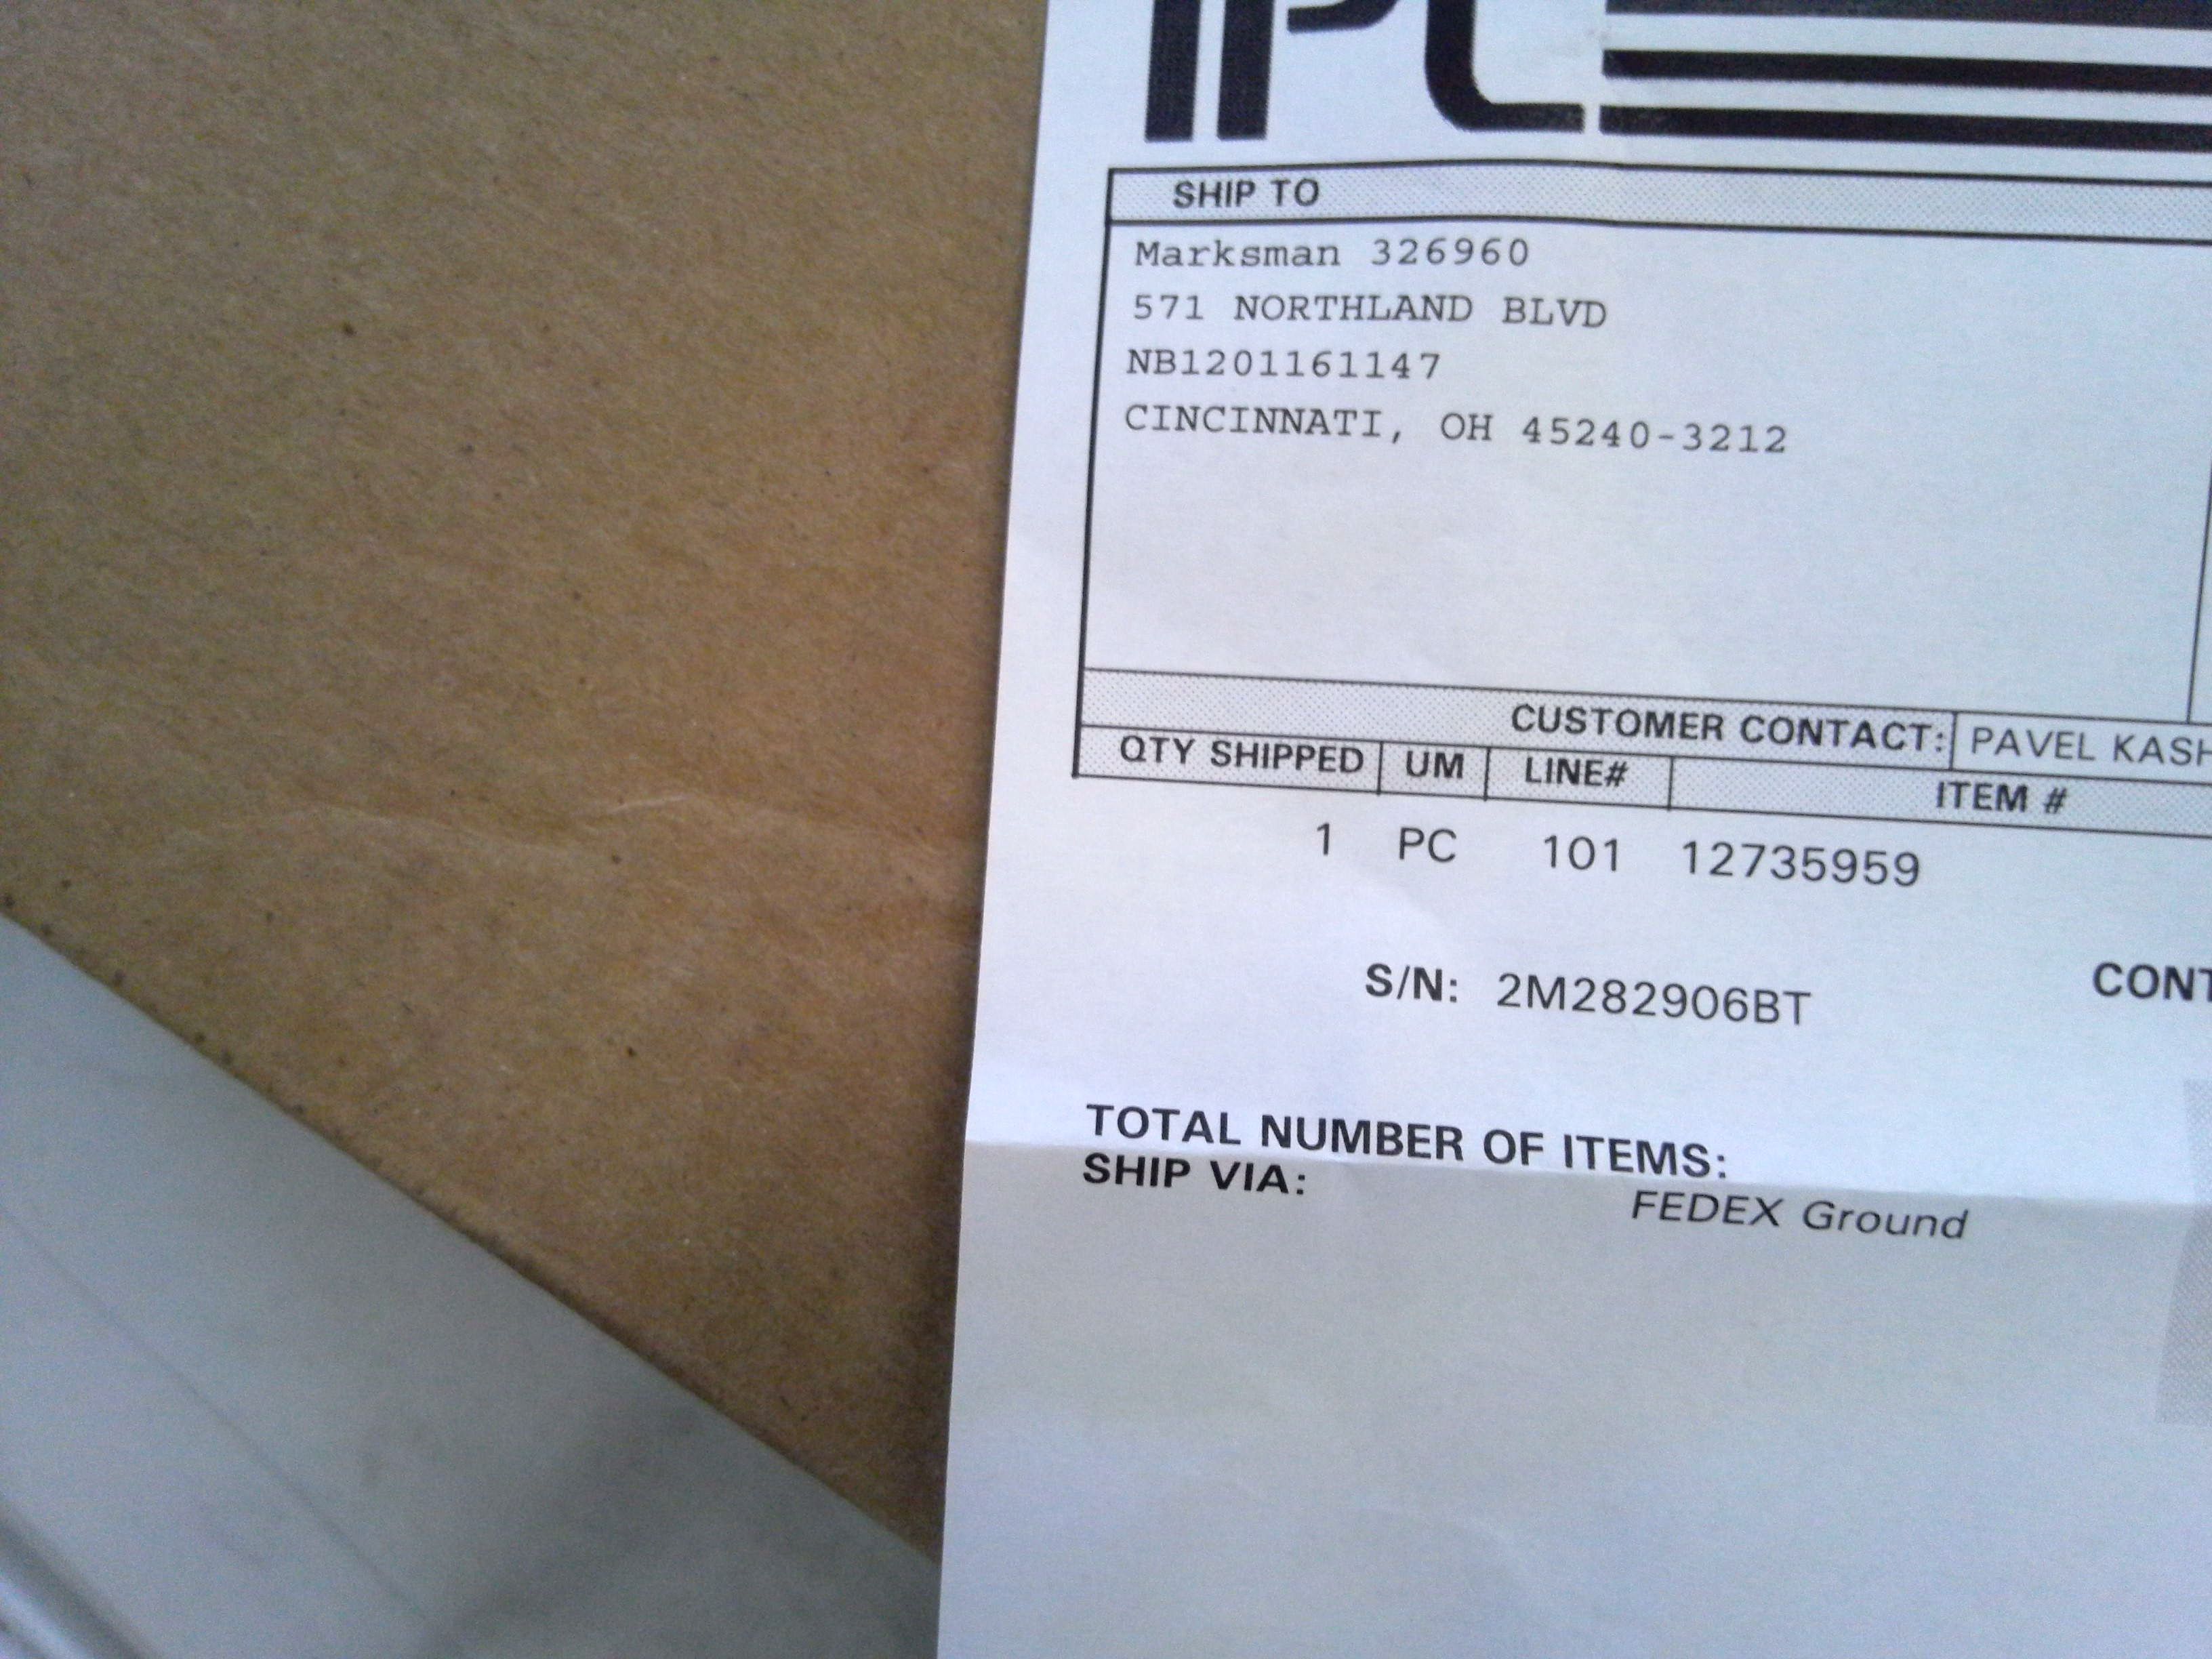 SHIP TO
Marksman 326960
571 NORTHLAND BLVD
NB1201161147
CINCINNATI, OH 45240-3212
CUSTOMER CONTACT: PAVEL
QTY SHIPPED UM LINE# ITEM #
1 PC 101 12735959
S/N: 2M282906BT
TOTAL NUMBER OF ITEMS:
SHIP VIA: FEDEX Ground